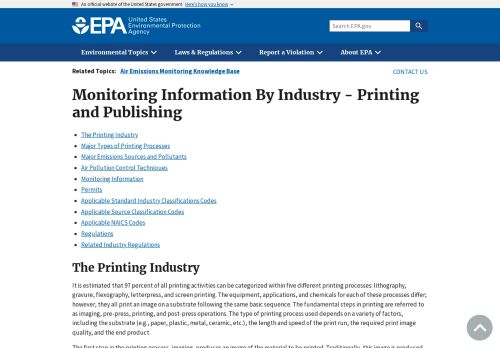 An official website of the United States government Here's how you know
EPA United States
Environmental Protection
Agency
Search EPA.gov
Environmental Topics Laws & Regulations Report a Violation About EPA
Related Topics: Air Emissions Monitoring Knowledge Base
CONTACT US
Monitoring Information By Industry - Printing
and Publishing
The Printing Industry
Major Types of Printing Processes
Major Emissions Sources and Pollutants
Air Pollution Control Techniques
Monitoring Information
Permits
Applicable Standard Industry Classifications Codes
Applicable Source Classification Codes
Applicable NAICS Codes
Regulations
Related Industry Regulations
The Printing Industry
It is estimated that 97 percent of all printing activities can be categorized within five different printing processes: lithography,
gravure, flexography, letterpress, and screen printing. The equipment, applications, and chemicals for each of these processes differ;
however, they all print an image on a substrate following the same basic sequence. The fundamental steps in printing are referred to
as imaging, pre-press, printing, and post-press operations. The type of printing process used depends on a variety of factors,
including the substrate (e.g., paper, plastic, metal, ceramic, etc.), the length and speed of the print run, the required print image
quality, and the end product.
The first step in the printing process, imaging, produces an image of the material to be printed. Traditionally, this image is produced